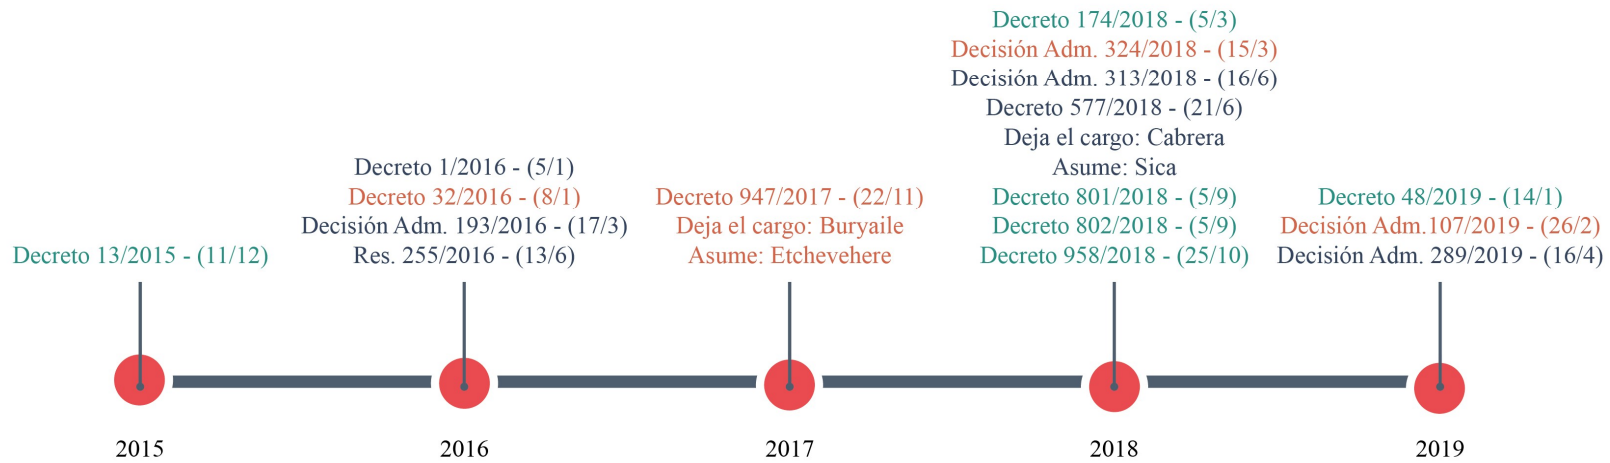 Decreto 13/2015 - (11/12)
Decreto 1/2016 - (5/1)
Decreto 32/2016 - (8/1)
Decisión Adm. 193/2016 - (17/3)
Res. 255/2016 - (13/6)
Decreto 947/2017 - (22/11)
Deja el cargo: Buryaile
Asume: Etchevehere
Decreto 174/2018 - (5/3)
Decisión Adm. 324/2018 - (15/3)
Decisión Adm. 313/2018 - (16/6)
Decreto 577/2018 - (21/6)
Deja el cargo: Cabrera
Asume: Sica
Decreto 801/2018 - (5/9)
Decreto 802/2018 - (5/9)
Decreto 958/2018 - (25/10)
Decreto 48/2019 - (14/1)
Decisión Adm.107/2019 - (26/2)
Decisión Adm. 289/2019 - (16/4)
2015
2016
2017
2018
2019